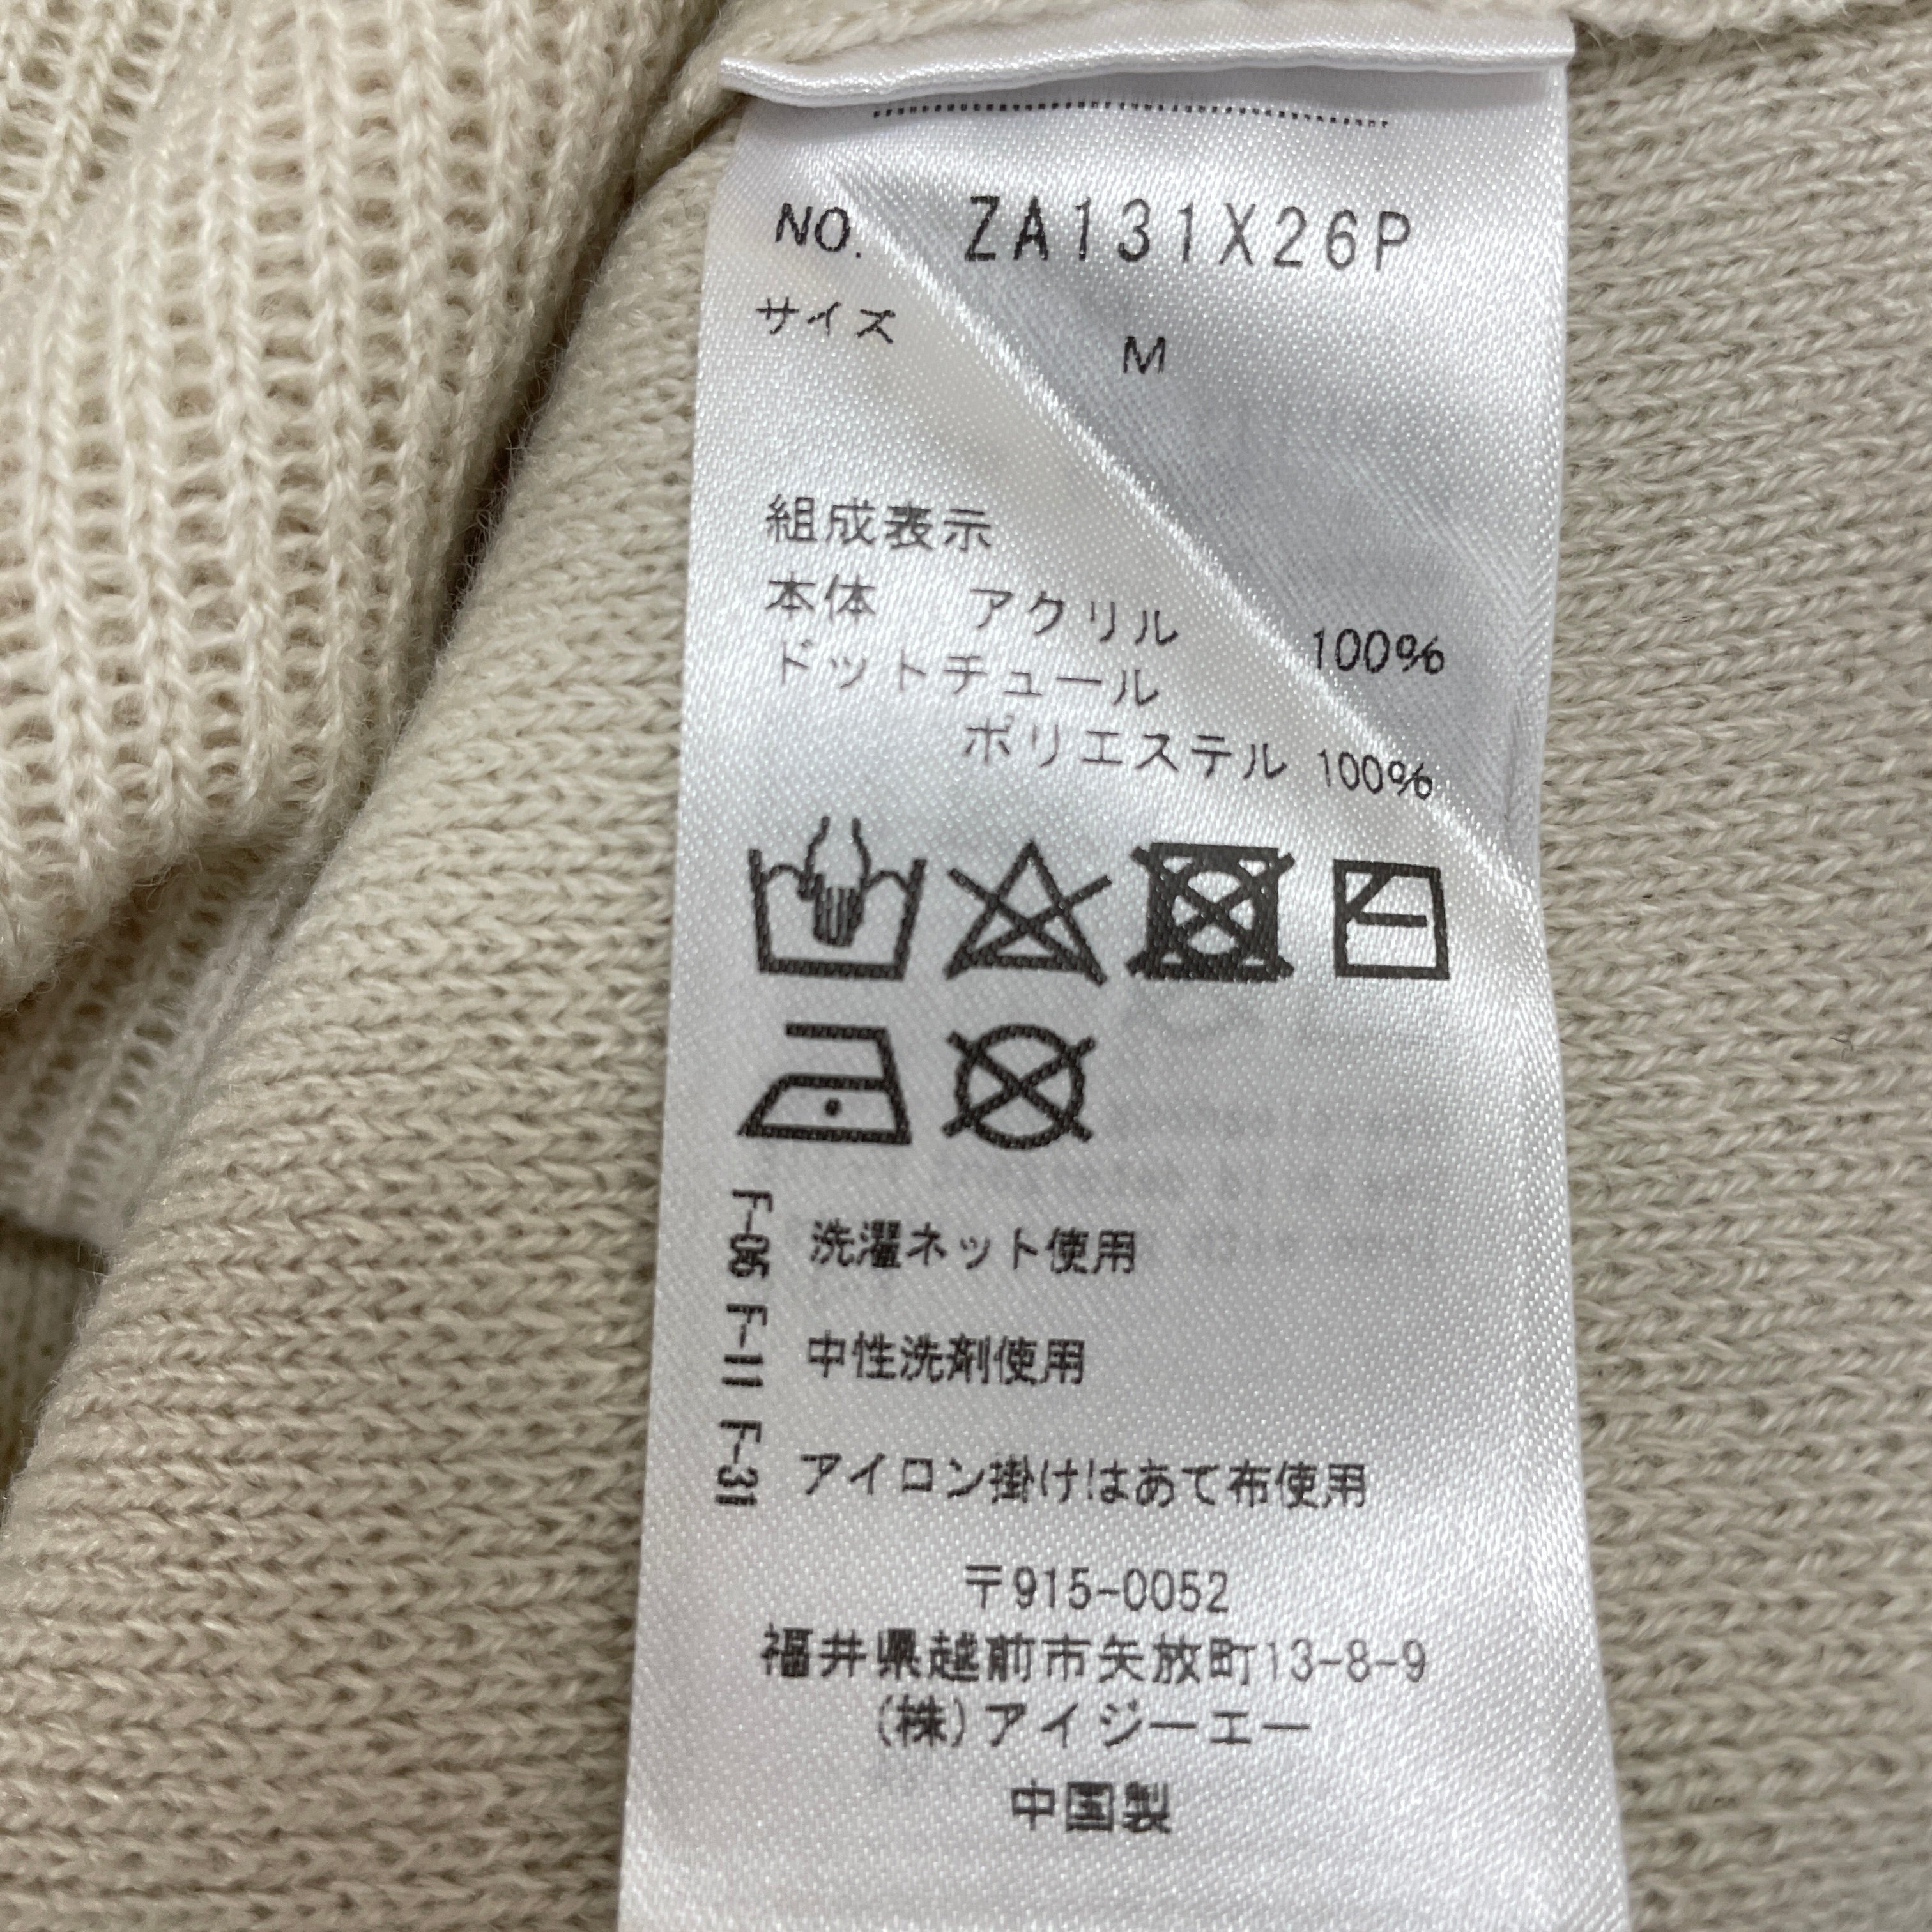 NO. ZA131X26P
サイズ M
組成表示
本体 アクリル 100%
ドットチュール
ポリエステル 100%
F-06 洗濯ネット使用
F-11 中性洗剤使用
F-31 アイロン掛けはあて布使用
〒915-0052
福井県越前市矢放町13-8-9
(株)アイジーエー
中国製